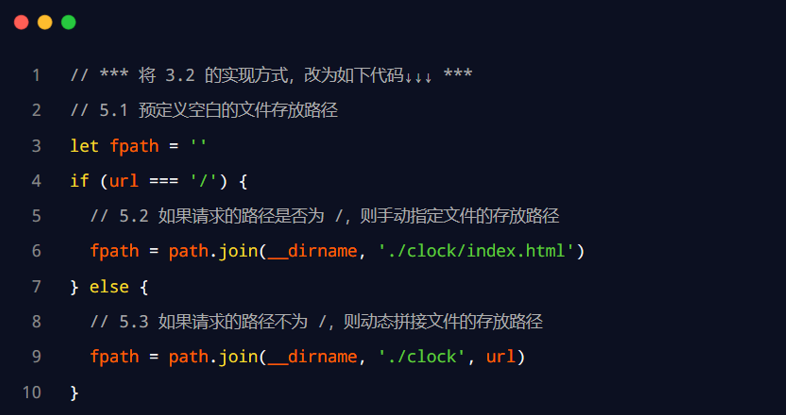 1 // *** 将 3.2 的实现方式，改为如下代码↓↓↓ ***
2 // 5.1 预定义空白的文件存放路径
3 let fpath = ''
4 if (url === '/') {
5   // 5.2 如果请求的路径是否为 /，则手动指定文件的存放路径
6   fpath = path.join(__dirname, './clock/index.html')
7 } else {
8   // 5.3 如果请求的路径不为 /，则动态拼接文件的存放路径
9   fpath = path.join(__dirname, './clock', url)
10 }